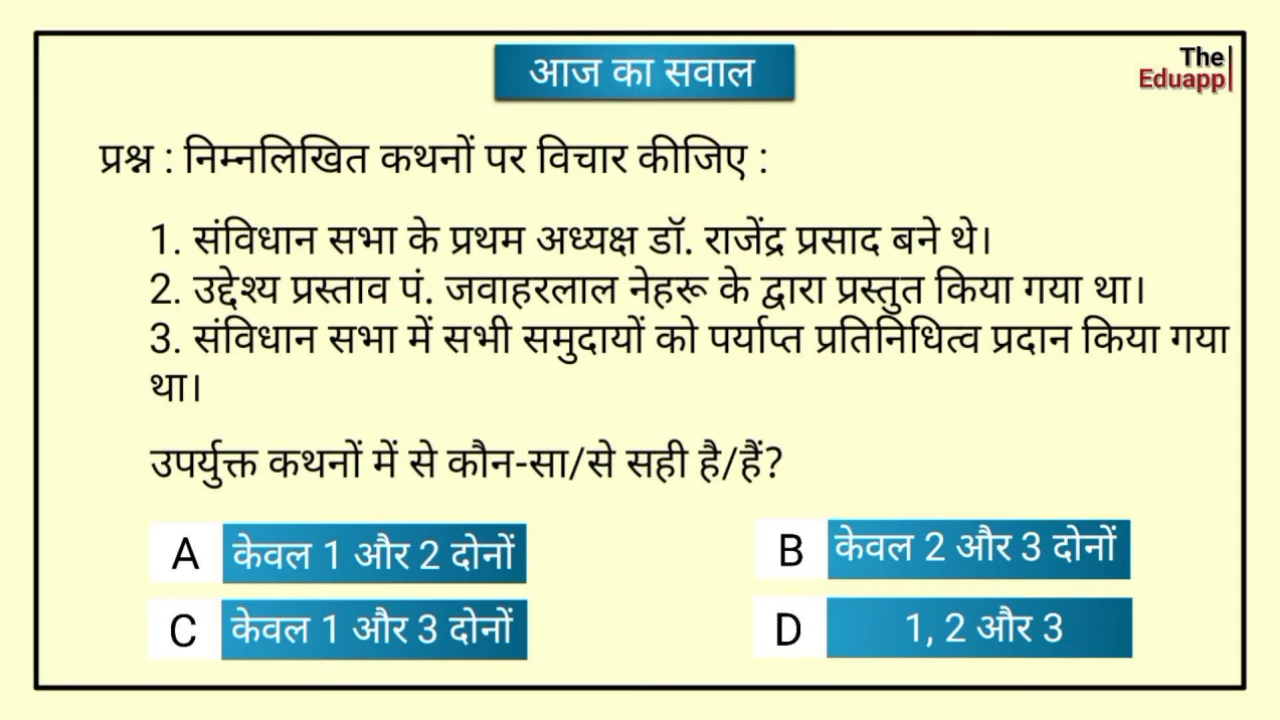 आज का सवाल
The
Eduapp
प्रश्न : निम्नलिखित कथनों पर विचार कीजिए :
1. संविधान सभा के प्रथम अध्यक्ष डॉ. राजेंद्र प्रसाद बने थे।
2. उद्देश्य प्रस्ताव पं. जवाहरलाल नेहरू के द्वारा प्रस्तुत किया गया था।
3. संविधान सभा में सभी समुदायों को पर्याप्त प्रतिनिधित्व प्रदान किया गया
था।
उपर्युक्त कथनों में से कौन-सा/से सही है/हैं?
A केवल 1 और 2 दोनों
B केवल 2 और 3 दोनों
C केवल 1 और 3 दोनों
D 1, 2 और 3